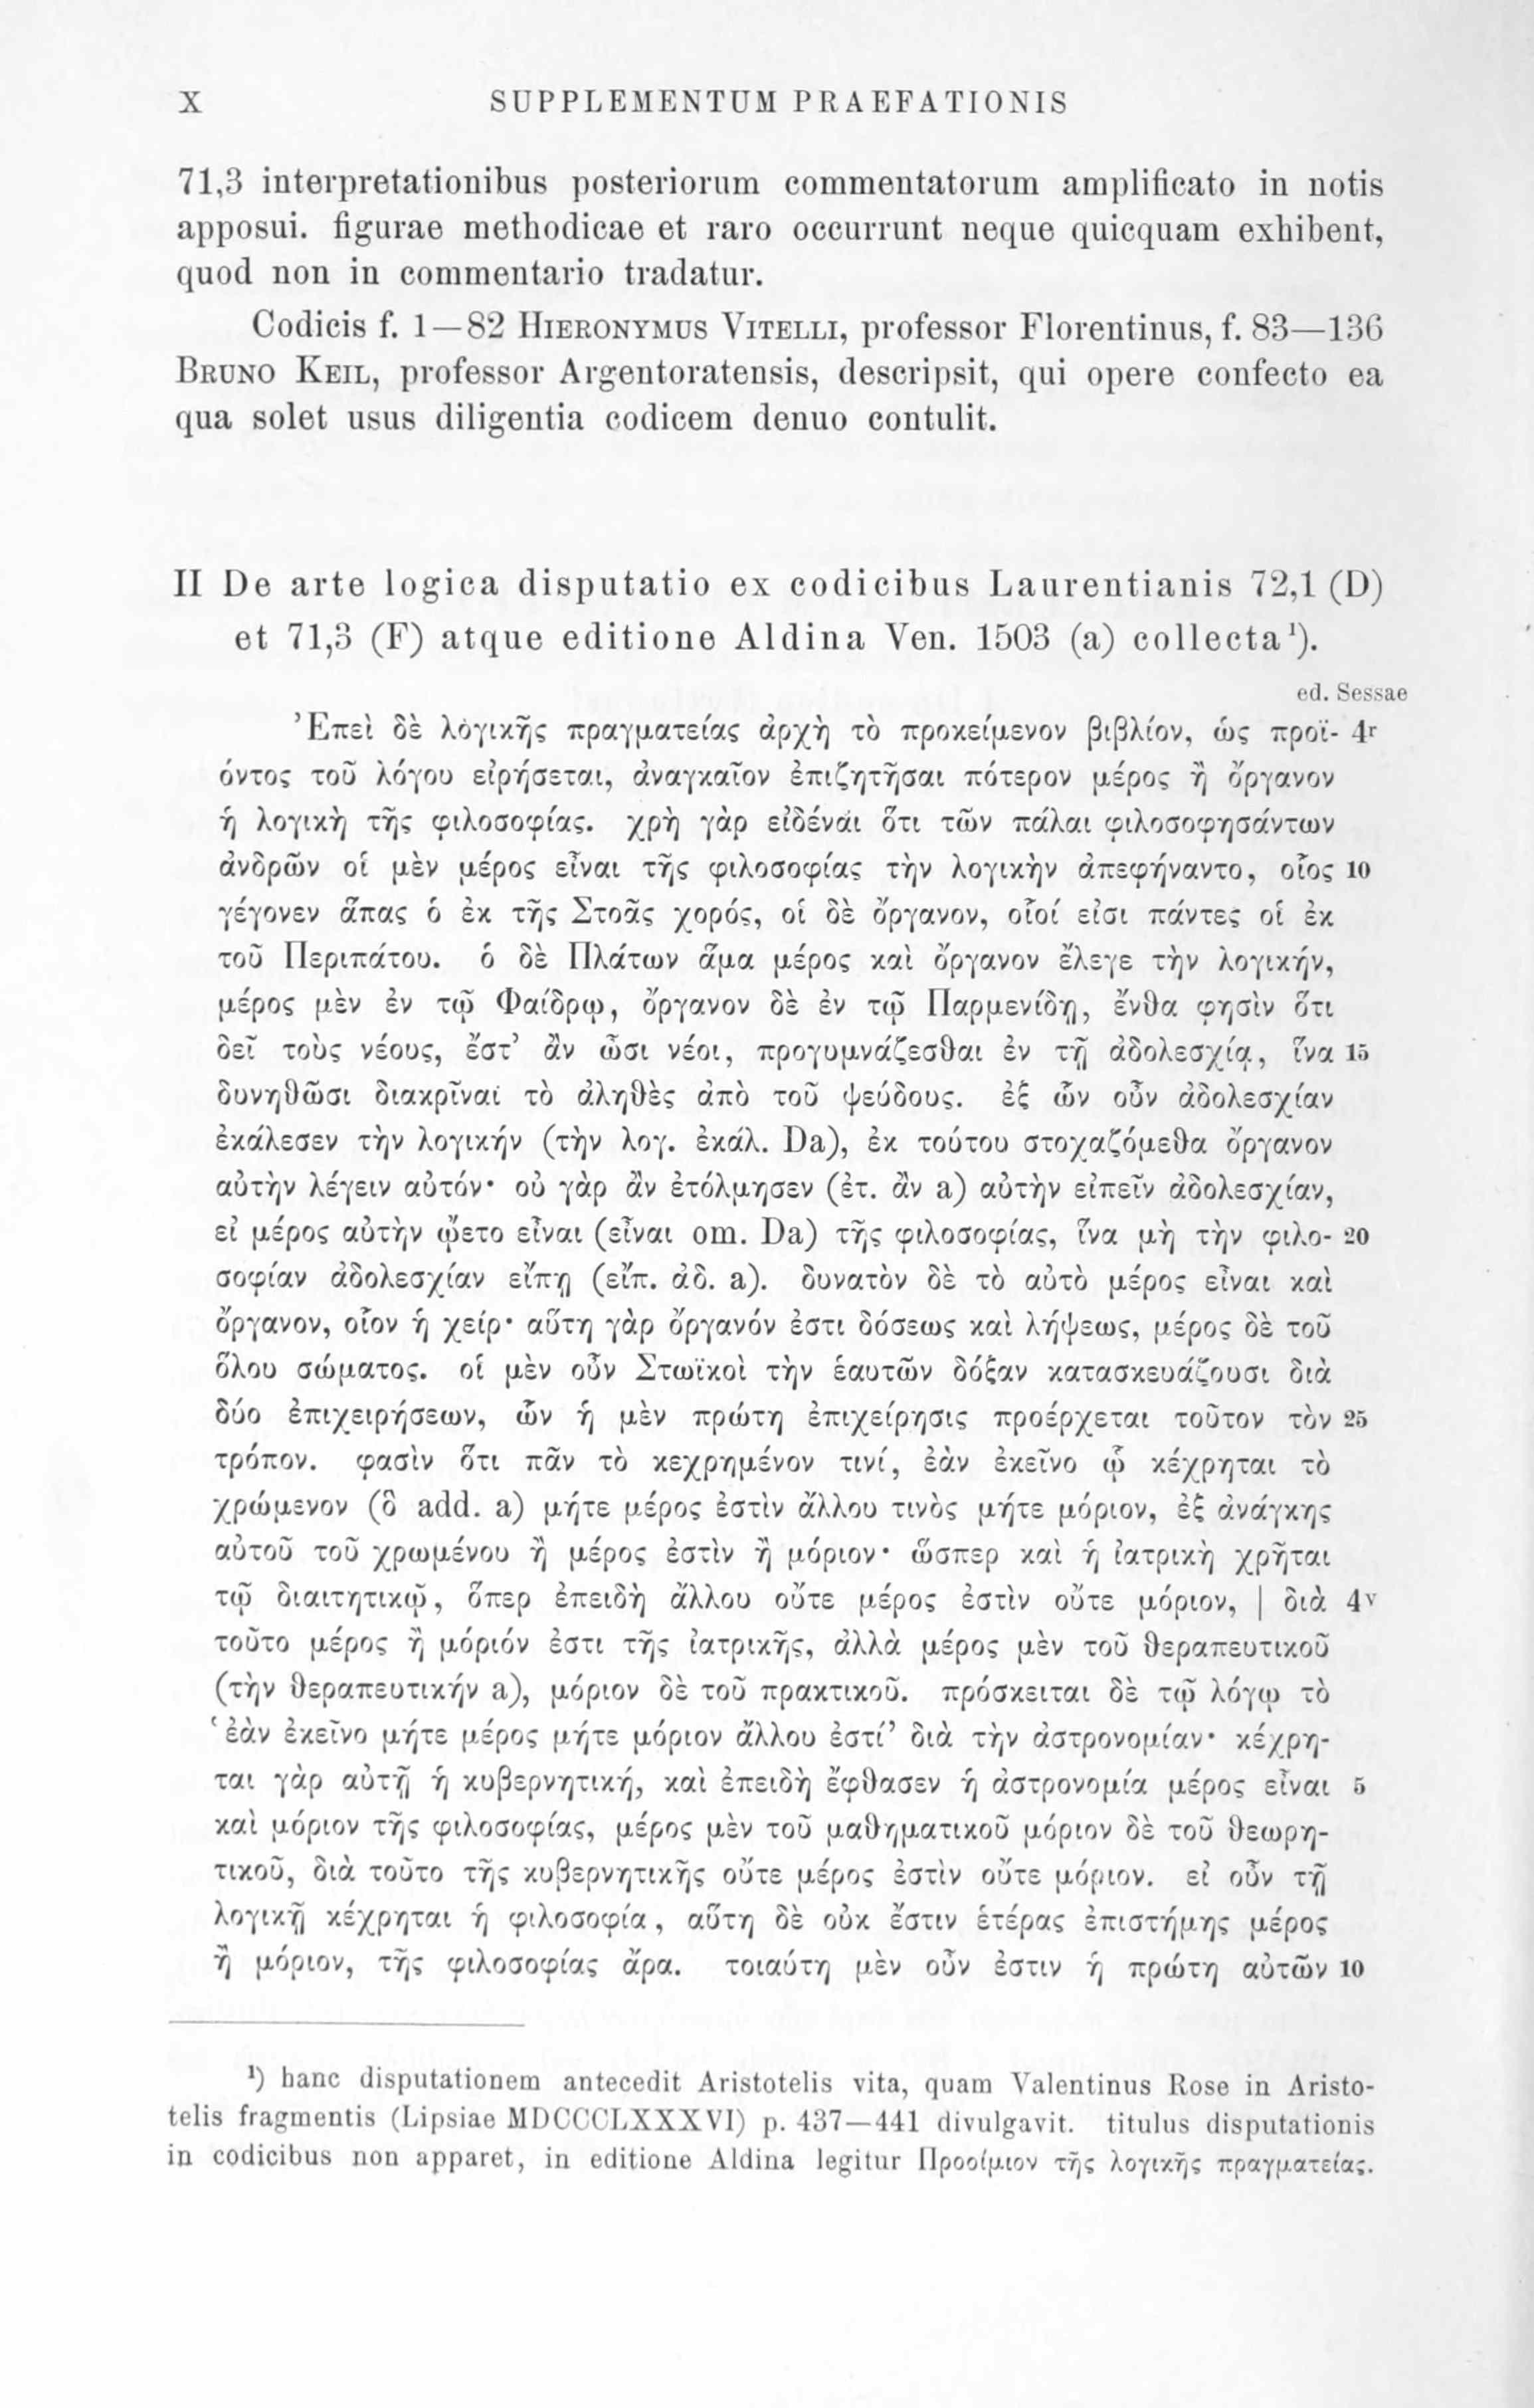 X SUPPLEMENTUM PRAEFATIONIS
71,3 interpretationibus posteriorum commentatorum amplificato in notis
apposui. figurae methodicae et raro occurrunt neque quicquam exhibent,
quod non in commentario tradatur.
Codicis f. 1—82 HIERONYMUS VITELLI, professor Florentinus, f. 83—136
BRUNO KEIL, professor Argentoratensis, descripsit, qui opere confecto ea
qua solet usus diligentia codicem denuo contulit.
II De arte logica disputatio ex codicibus Laurentianis 72,1 (D)
et 71,3 (F) atque editione Aldina Ven. 1503 (a) collecta¹).
ed. Sessae
Ἐπεὶ δὲ λογικῆς πραγματείας ἀρχὴ τὸ προκείμενον βιβλίον, ὡς προϊ- 4r
όντος τοῦ λόγου εἰρήσεται, ἀναγκαῖον ἐπιζητῆσαι πότερον μέρος ἢ ὄργανον
ἡ λογικὴ τῆς φιλοσοφίας. χρὴ γὰρ εἰδέναι ὅτι τῶν πάλαι φιλοσοφησάντων
ἀνδρῶν οἱ μὲν μέρος εἶναι τῆς φιλοσοφίας τὴν λογικὴν ἀπεφήναντο, οἷος 10
γέγονεν ἅπας ὁ ἐκ τῆς Στοᾶς χορός, οἱ δὲ ὄργανον, οἷοί εἰσι πάντες οἱ ἐκ
τοῦ Περιπάτου. ὁ δὲ Πλάτων ἅμα μέρος καὶ ὄργανον ἔλεγε τὴν λογικήν,
μέρος μὲν ἐν τῷ Φαίδρῳ, ὄργανον δὲ ἐν τῷ Παρμενίδῃ, ἔνθα φησὶν ὅτι
δεῖ τοὺς νέους, ἔστ’ ἂν ὦσι νέοι, προγυμνάζεσθαι ἐν τῇ ἀδολεσχίᾳ, ἵνα 15
δυνηθῶσι διακρῖναι τὸ ἀληθὲς ἀπὸ τοῦ ψεύδους. ἐξ ὧν οὖν ἀδολεσχίαν
ἐκάλεσεν τὴν λογικήν (τὴν λογ. ἐκάλ. Da), ἐκ τούτου στοχαζόμεθα ὄργανον
αὐτὴν λέγειν αὐτόν· οὐ γὰρ ἂν ἐτόλμησεν (ἐτ. ἂν a) αὐτὴν εἰπεῖν ἀδολεσχίαν,
εἰ μέρος αὐτὴν ᾤετο εἶναι (εἶναι om. Da) τῆς φιλοσοφίας, ἵνα μὴ τὴν φιλο- 20
σοφίαν ἀδολεσχίαν εἴπῃ (εἴπ. ἀδ. a). δυνατὸν δὲ τὸ αὐτὸ μέρος εἶναι καὶ
ὄργανον, οἷον ἡ χείρ· αὕτη γὰρ ὄργανόν ἐστι δόσεως καὶ λήψεως, μέρος δὲ τοῦ
ὅλου σώματος. οἱ μὲν οὖν Στωϊκοὶ τὴν ἑαυτῶν δόξαν κατασκευάζουσι διὰ
δύο ἐπιχειρήσεων, ὧν ἡ μὲν πρώτη ἐπιχείρησις προέρχεται τοῦτον τὸν 25
τρόπον. φασὶν ὅτι πᾶν τὸ κεχρημένον τινί, ἐὰν ἐκεῖνο ᾧ κέχρηται τὸ
χρώμενον (ὃ add. a) μήτε μέρος ἐστὶν ἄλλου τινὸς μήτε μόριον, ἐξ ἀνάγκης
αὐτοῦ τοῦ χρωμένου ἢ μέρος ἐστὶν ἢ μόριον· ὥσπερ καὶ ἡ ἰατρικὴ χρῆται
τῷ διαιτητικῷ, ὅπερ ἐπειδὴ ἄλλου οὔτε μέρος ἐστὶν οὔτε μόριον, | διὰ 4v
τοῦτο μέρος ἢ μόριόν ἐστι τῆς ἰατρικῆς, ἀλλὰ μέρος μὲν τοῦ θεραπευτικοῦ
(τὴν θεραπευτικήν a), μόριον δὲ τοῦ πρακτικοῦ. πρόσκειται δὲ τῷ λόγῳ τὸ
‘ἐὰν ἐκεῖνο μήτε μέρος μήτε μόριον ἄλλου ἐστί’ διὰ τὴν ἀστρονομίαν· κέχρη-
ται γὰρ αὐτῇ ἡ κυβερνητική, καὶ ἐπειδὴ ἔφθασεν ἡ ἀστρονομία μέρος εἶναι 5
καὶ μόριον τῆς φιλοσοφίας, μέρος μὲν τοῦ μαθηματικοῦ μόριον δὲ τοῦ θεωρη-
τικοῦ, διὰ τοῦτο τῆς κυβερνητικῆς οὔτε μέρος ἐστὶν οὔτε μόριον. εἰ οὖν τῇ
λογικῇ κέχρηται ἡ φιλοσοφία, αὕτη δὲ οὐκ ἔστιν ἑτέρας ἐπιστήμης μέρος
ἢ μόριον, τῆς φιλοσοφίας ἄρα. τοιαύτη μὲν οὖν ἐστιν ἡ πρώτη αὐτῶν 10
¹) hanc disputationem antecedit Aristotelis vita, quam Valentinus Rose in Aristo-
telis fragmentis (Lipsiae MDCCCLXXXVI) p. 437—441 divulgavit. titulus disputationis
in codicibus non apparet, in editione Aldina legitur Προοίμιον τῆς λογικῆς πραγματείας.